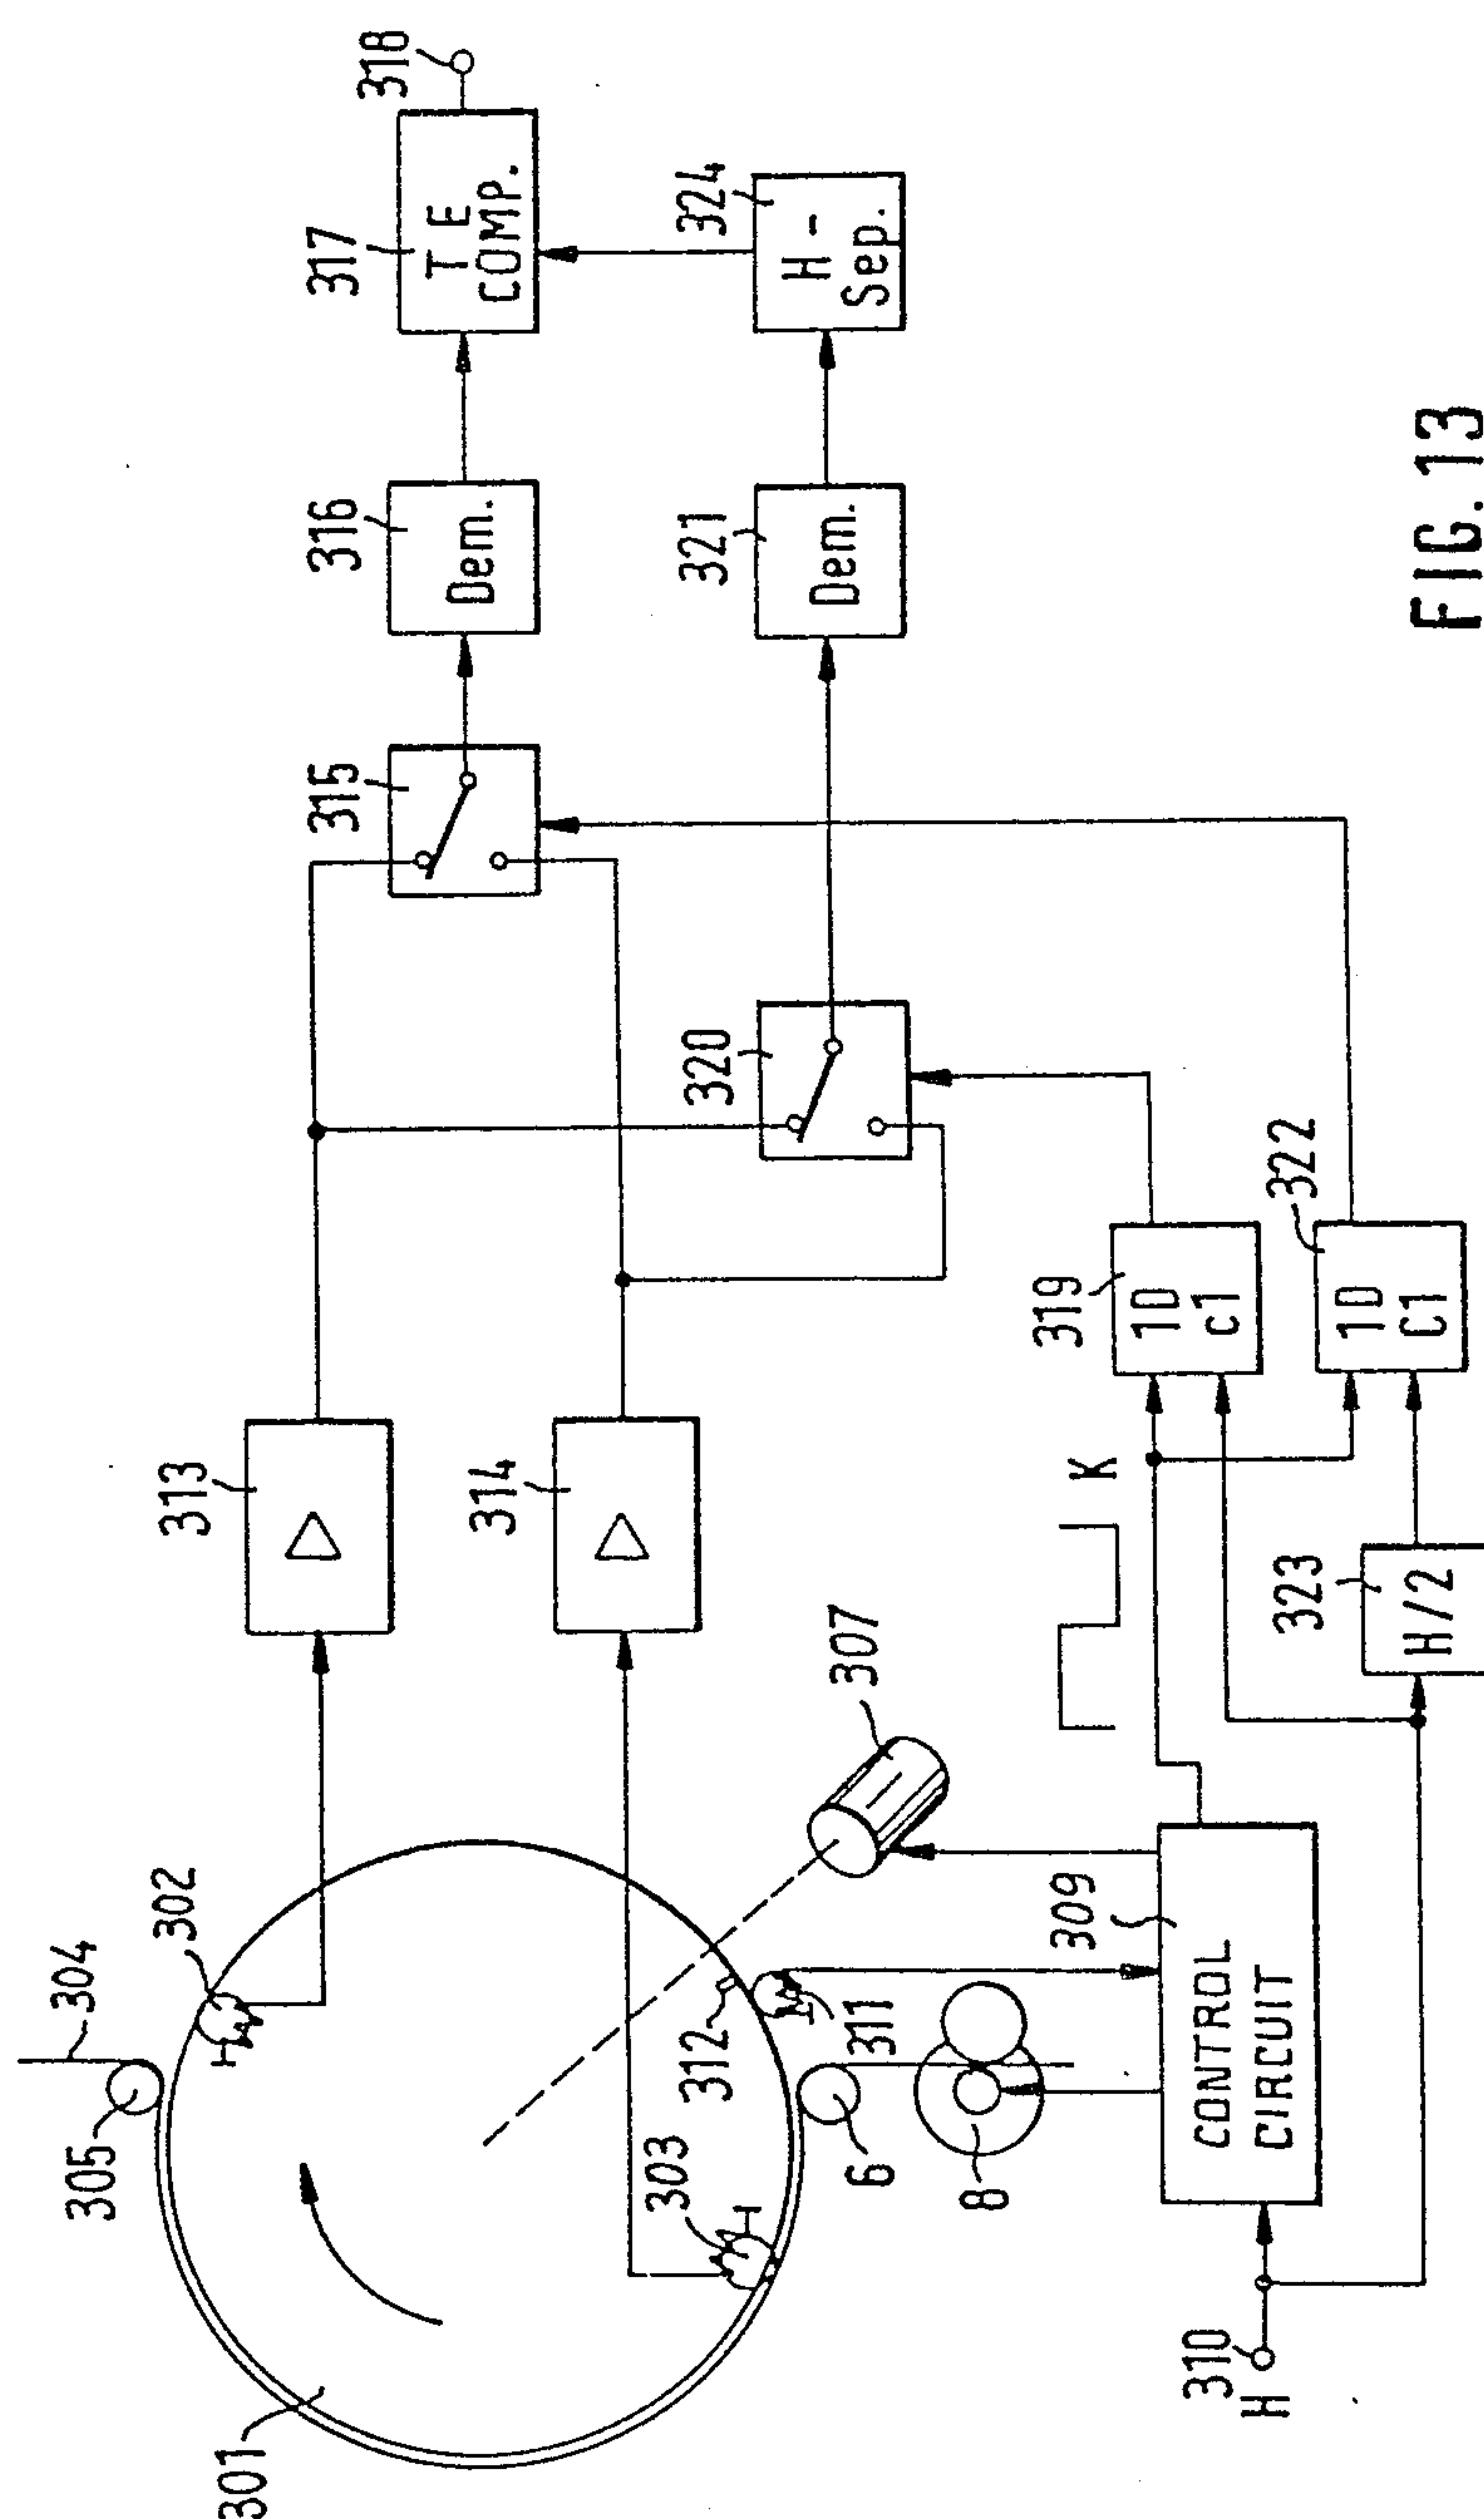 301
305
304
302
303
313
314
315
316
Dem.
317
T E
COMP.
318
320
321
Dem.
324
H-
Sep.
312
311
6
8
307
309
CONTROL
CIRCUIT
310
H
K
319
1D
c1
322
1D
C1
323
H/2
FIG. 13